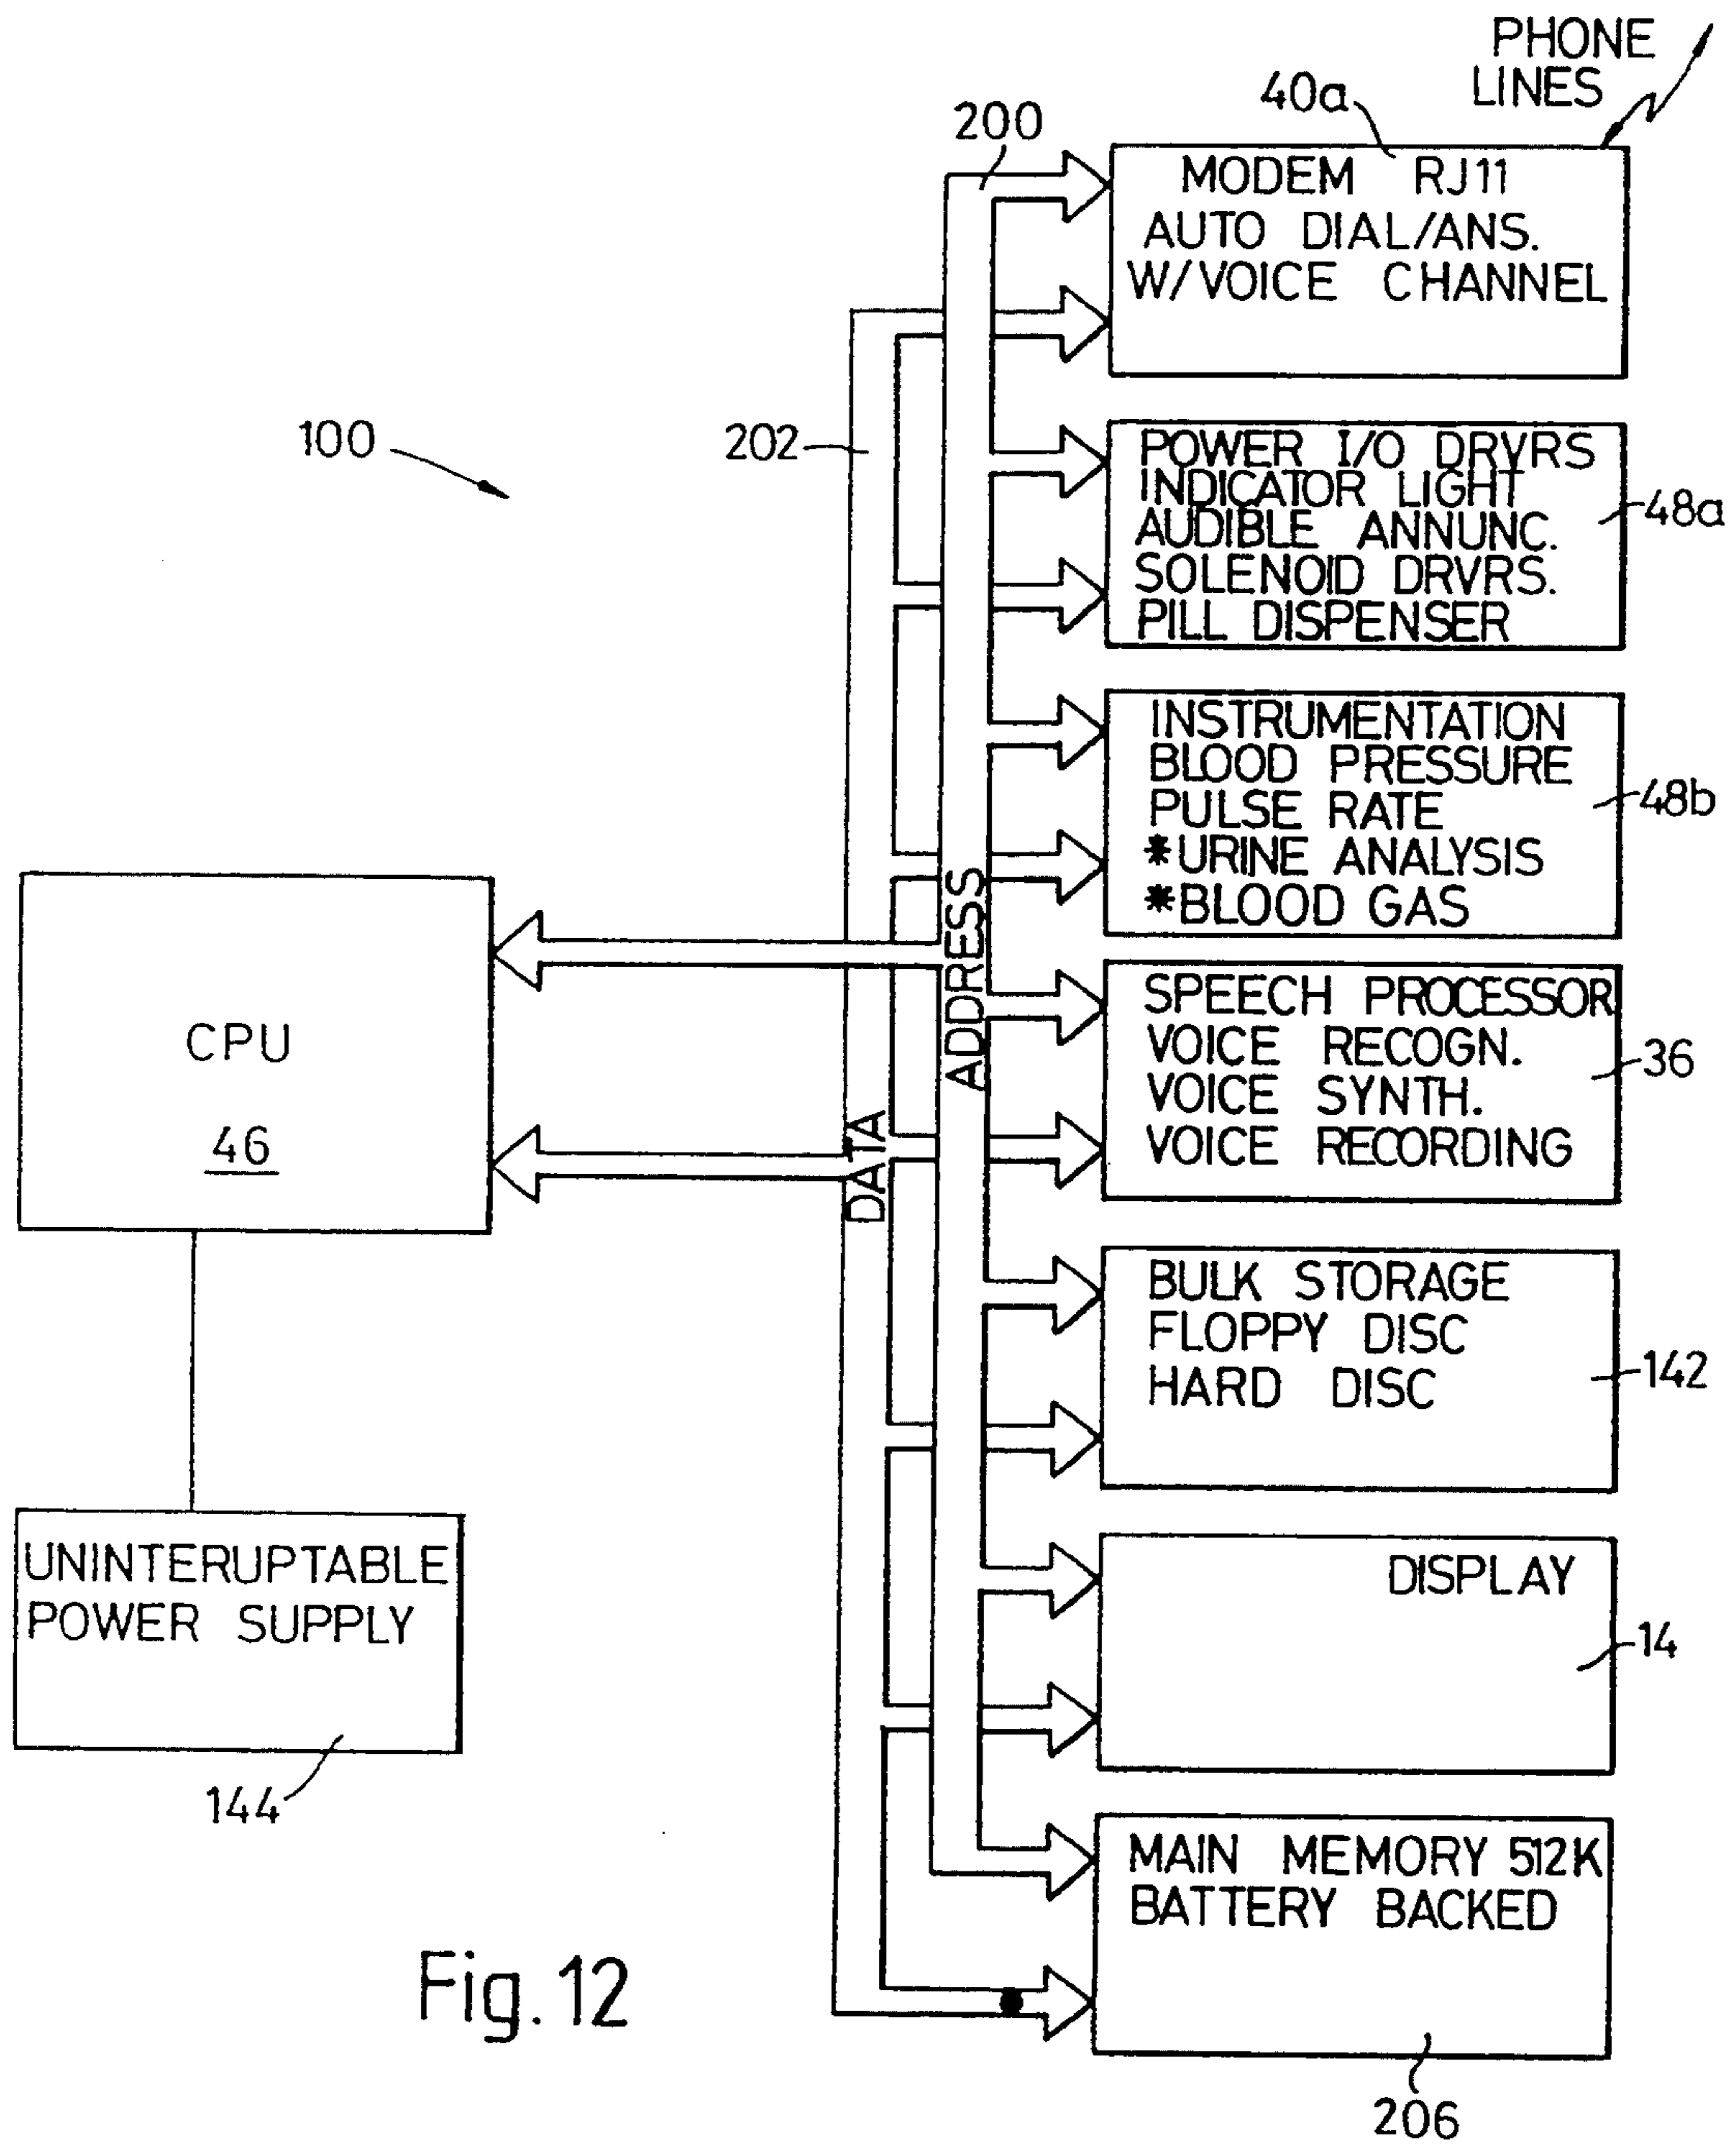 PHONE
LINES
40a
200
MODEM RJ11
AUTO DIAL/ANS.
W/VOICE CHANNEL
100
202
POWER I/O DRVRS
INDICATOR LIGHT
AUDIBLE ANNUNC.
SOLENOID DRVRS.
PILL DISPENSER
48a
INSTRUMENTATION
BLOOD PRESSURE
PULSE RATE
*URINE ANALYSIS
*BLOOD GAS
48b
ADDRESS
DATA
CPU
46
SPEECH PROCESSOR
VOICE RECOGN.
VOICE SYNTH.
VOICE RECORDING
36
BULK STORAGE
FLOPPY DISC
HARD DISC
142
UNINTERUPTABLE
POWER SUPPLY
144
DISPLAY
14
MAIN MEMORY 512K
BATTERY BACKED
206
Fig. 12